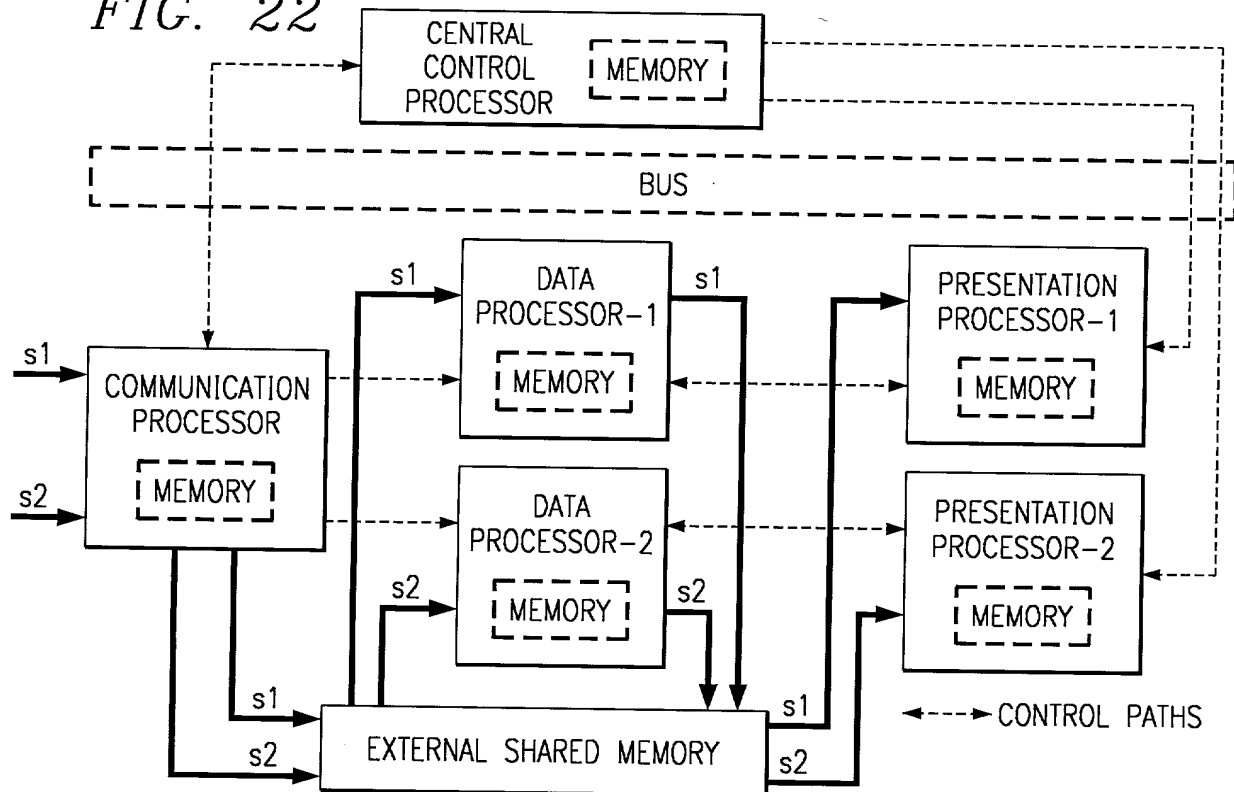 FIG. 22
CENTRAL
CONTROL
PROCESSOR
MEMORY
BUS
s1
s2
COMMUNICATION
PROCESSOR
MEMORY
s1
DATA
PROCESSOR-1
MEMORY
s1
s2
DATA
PROCESSOR-2
MEMORY
s2
PRESENTATION
PROCESSOR-1
MEMORY
PRESENTATION
PROCESSOR-2
MEMORY
s1
s2
EXTERNAL SHARED MEMORY
s1
s2
CONTROL PATHS